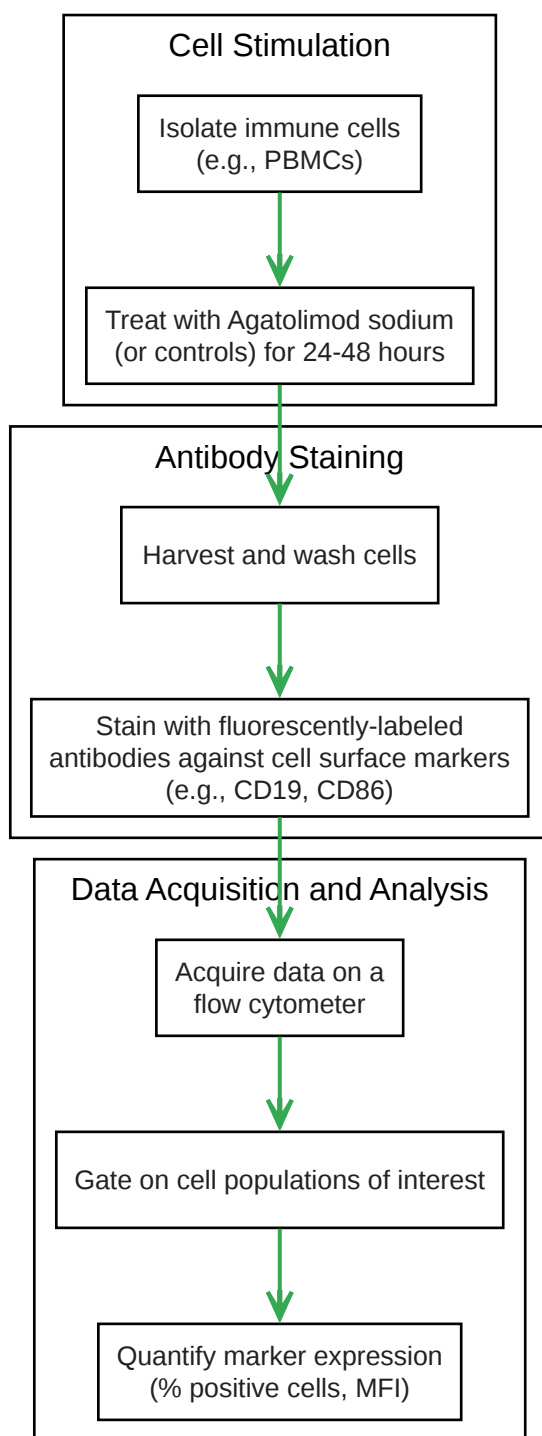 Cell Stimulation
Isolate immune cells
(e.g., PBMCs)
Treat with Agatolimod sodium
(or controls) for 24-48 hours
Antibody Staining
Harvest and wash cells
Stain with fluorescently-labeled
antibodies against cell surface markers
(e.g., CD19, CD86)
Data Acquisition and Analysis
Acquire data on a
flow cytometer
Gate on cell populations of interest
Quantify marker expression
(% positive cells, MFI)